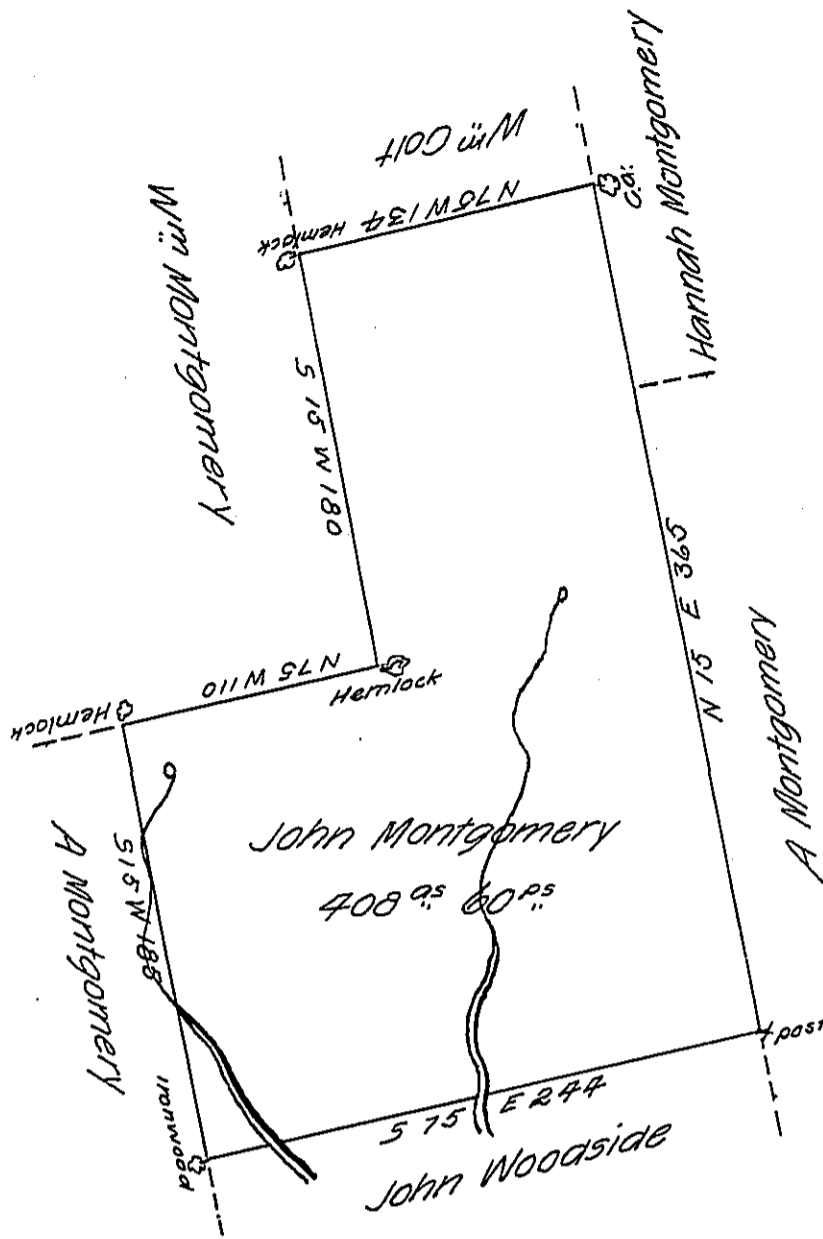 Wm Colt
Wm Montgomery
Hannah Montgomery
N 75 W 134
Hemlock
C.a:
S 15 W 180
N 75 W 110
Hemlock
Hemlock
N 15 E 365
A Montgomery
John Montgomery
408 as 60 ps
A Montgomery
S 15 W 185
Ironwood
post
S 75 E 244
John Woodside